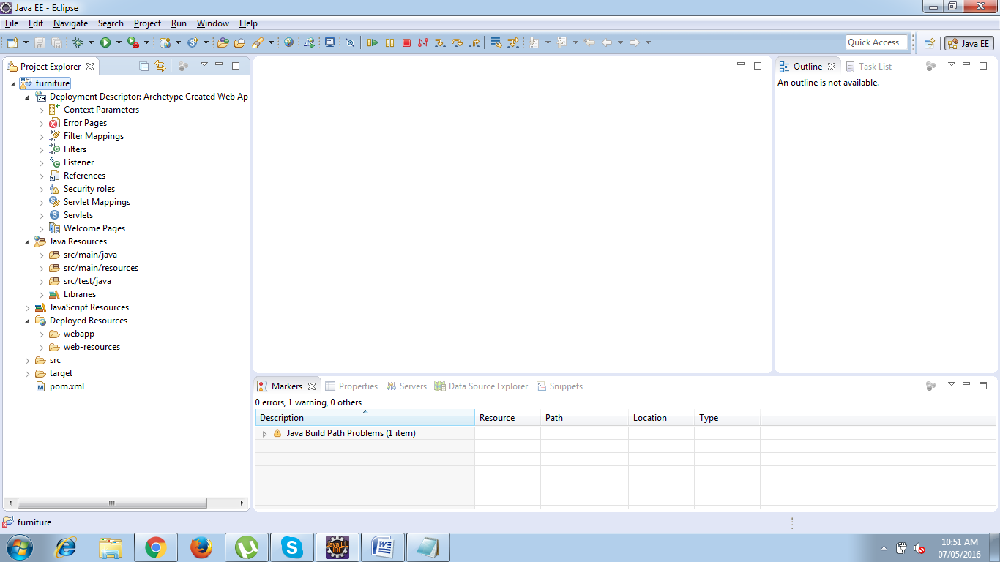 Java EE - Eclipse
File Edit Navigate Search Project Run Window Help
Quick Access
Java EE
Project Explorer
furniture
2.3 Deployment Descriptor: Archetype Created Web Ap
Context Parameters
Error Pages
Filter Mappings
Filters
Listener
References
Security roles
Servlet Mappings
Servlets
Welcome Pages
Java Resources
src/main/java
src/main/resources
src/test/java
Libraries
JavaScript Resources
Deployed Resources
webapp
web-resources
src
target
pom.xml
Outline Task List
An outline is not available.
Markers Properties Servers Data Source Explorer Snippets
0 errors, 1 warning, 0 others
Description Resource Path Location Type
Java Build Path Problems (1 item)
furniture
Java EE
IDE
10:51 AM
07/05/2016